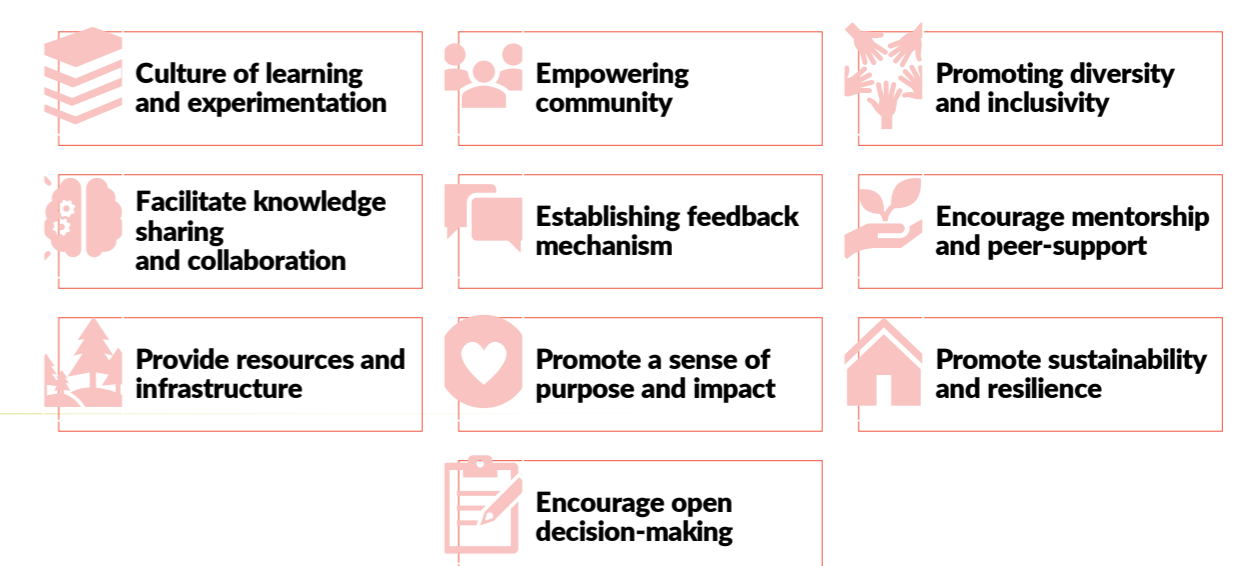 Culture of learning
and experimentation
Empowering
community
Promoting diversity
and inclusivity
Facilitate knowledge
sharing
and collaboration
Establishing feedback
mechanism
Encourage mentorship
and peer-support
Provide resources and
infrastructure
Promote a sense of
purpose and impact
Promote sustainability
and resilience
Encourage open
decision-making